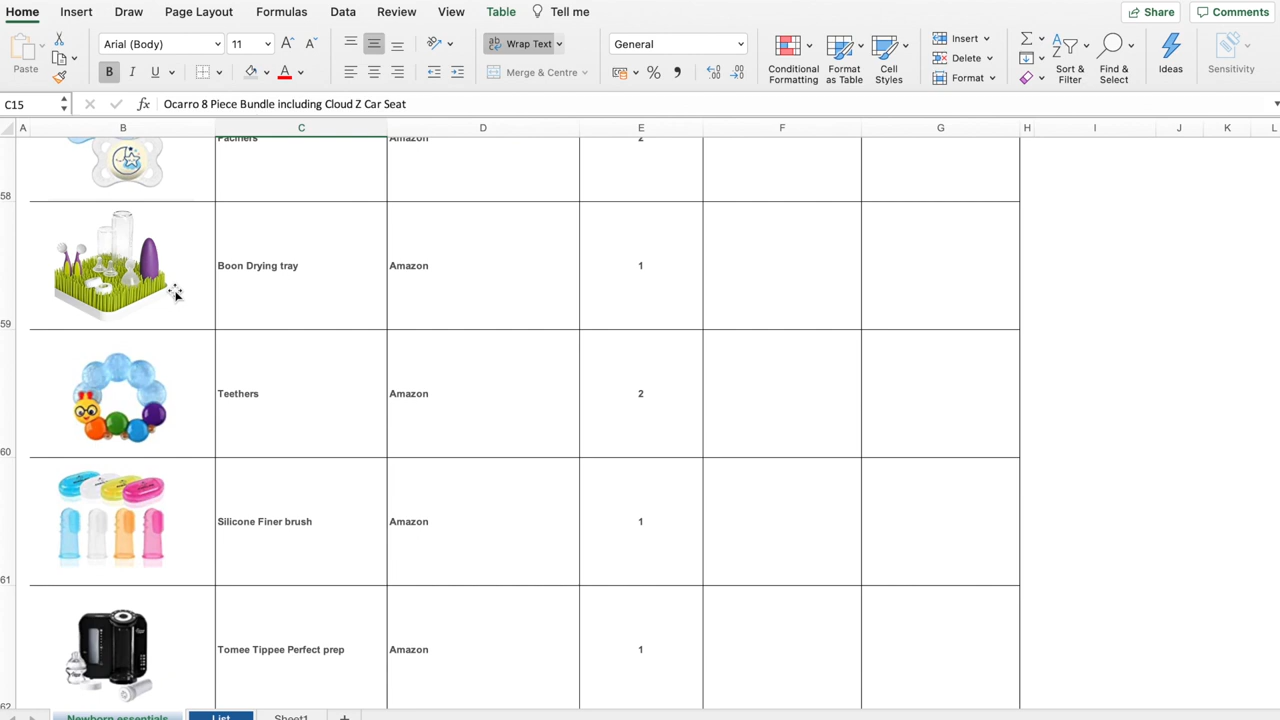 Home Insert Draw Page Layout Formulas Data Review View Table Tell me Share Comments
Arial (Body) 11 Wrap Text General Insert
Paste B I U Merge & Centre % Conditional Formatting Format as Table Cell Styles Delete Format Sort & Filter Find & Select Ideas Sensitivity
C15 fx Ocarro 8 Piece Bundle including Cloud Z Car Seat
A B C D E F G H I J K L
Pacifiers Amazon 2
58
Boon Drying tray Amazon 1
59
Teethers Amazon 2
60
Silicone Finer brush Amazon 1
61
Tomee Tippee Perfect prep Amazon 1
62
Newborn essentials List Sheet1 +